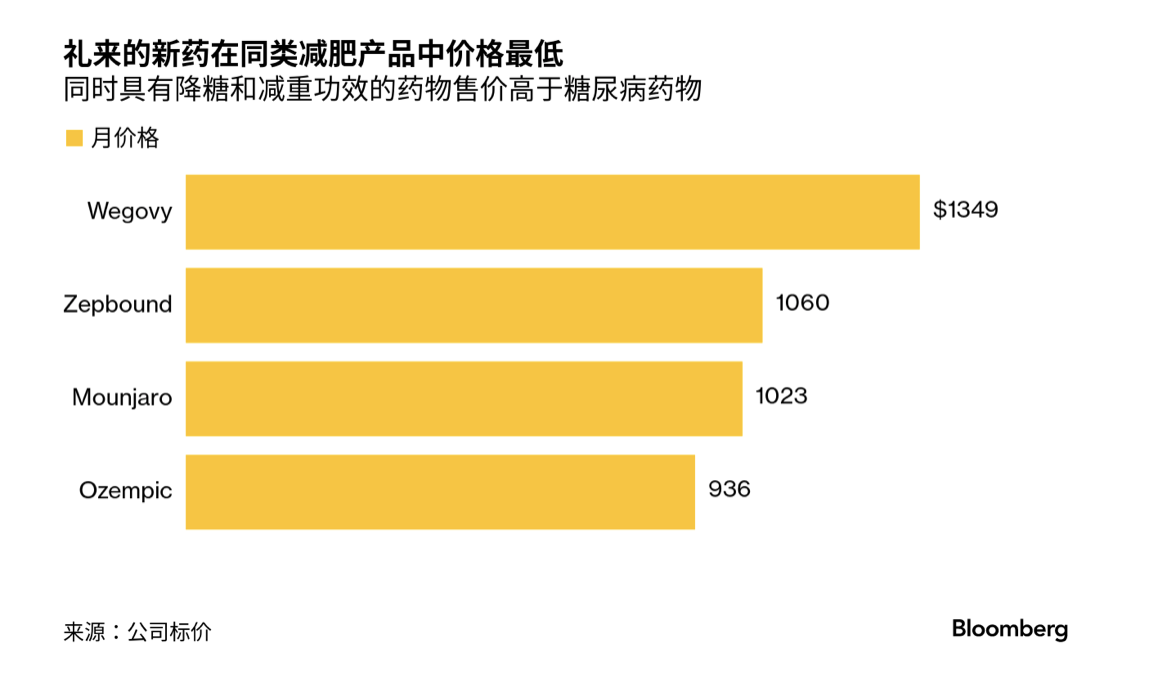 礼来的新药在同类减肥产品中价格最低
同时具有降糖和减重功效的药物售价高于糖尿病药物
月价格
Wegovy $1349
Zepbound 1060
Mounjaro 1023
Ozempic 936
来源：公司标价
Bloomberg